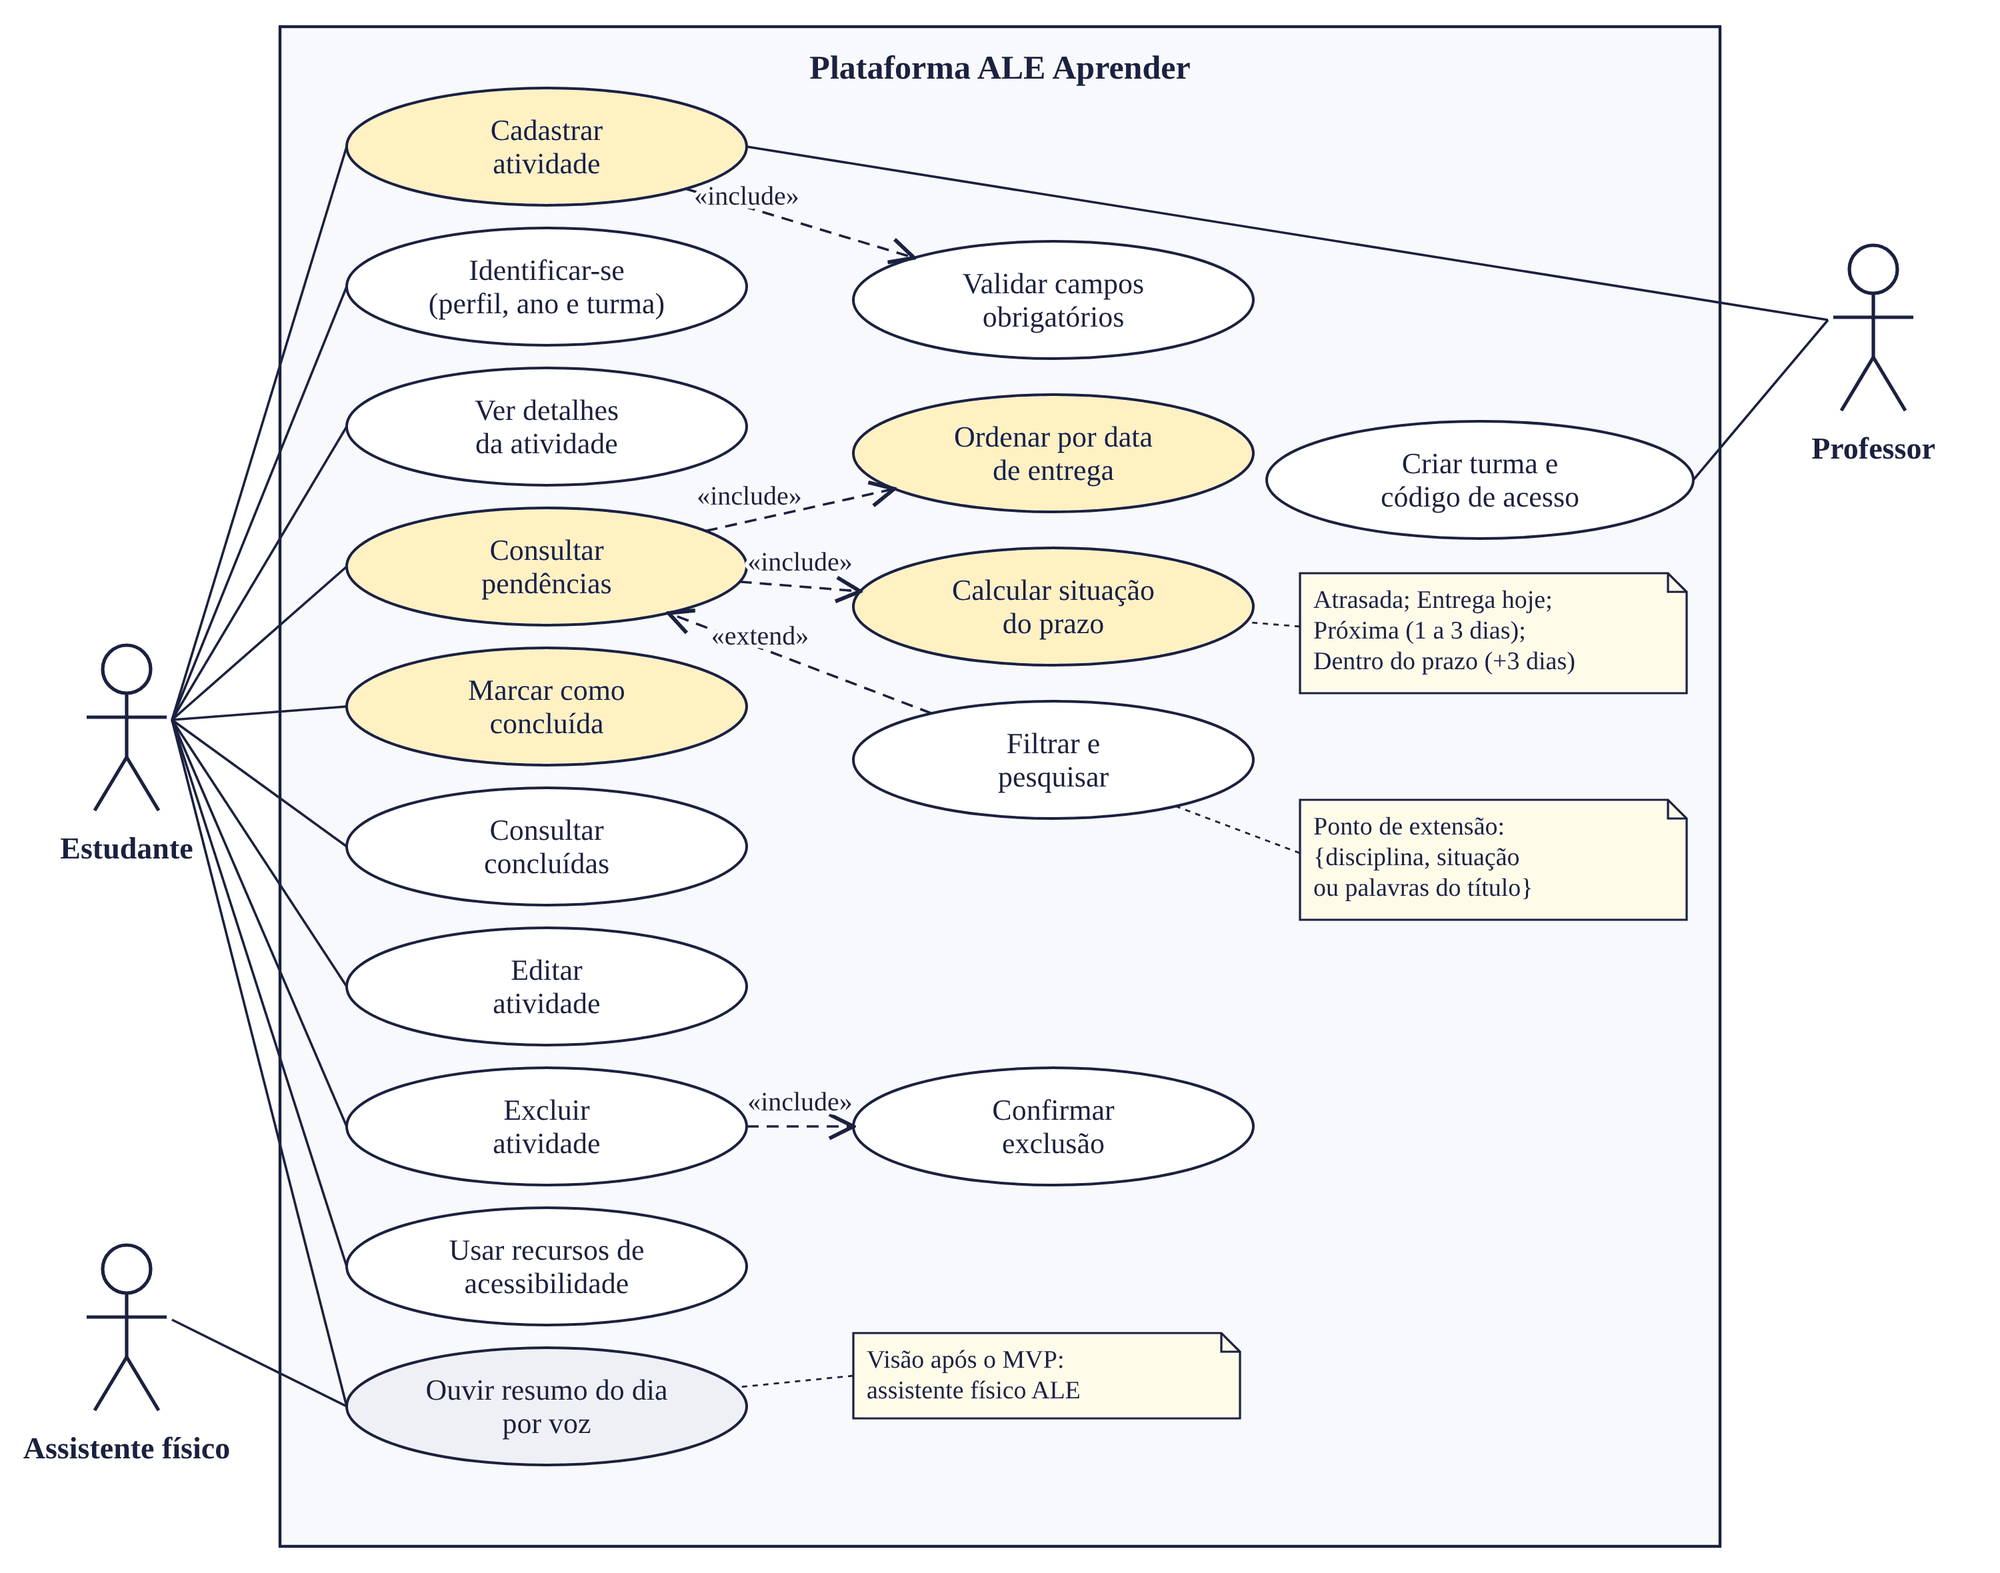 Plataforma ALE Aprender
Cadastrar
atividade
«include»
Identificar-se
(perfil, ano e turma)
Validar campos
obrigatórios
Ver detalhes
da atividade
Ordenar por data
de entrega
Criar turma e
código de acesso
Professor
«include»
Consultar
pendências
«include»
Calcular situação
do prazo
Atrasada; Entrega hoje;
Próxima (1 a 3 dias);
Dentro do prazo (+3 dias)
«extend»
Marcar como
concluída
Filtrar e
pesquisar
Estudante
Consultar
concluídas
Ponto de extensão:
{disciplina, situação
ou palavras do título}
Editar
atividade
Excluir
atividade
«include»
Confirmar
exclusão
Usar recursos de
acessibilidade
Ouvir resumo do dia
por voz
Visão após o MVP:
assistente físico ALE
Assistente físico